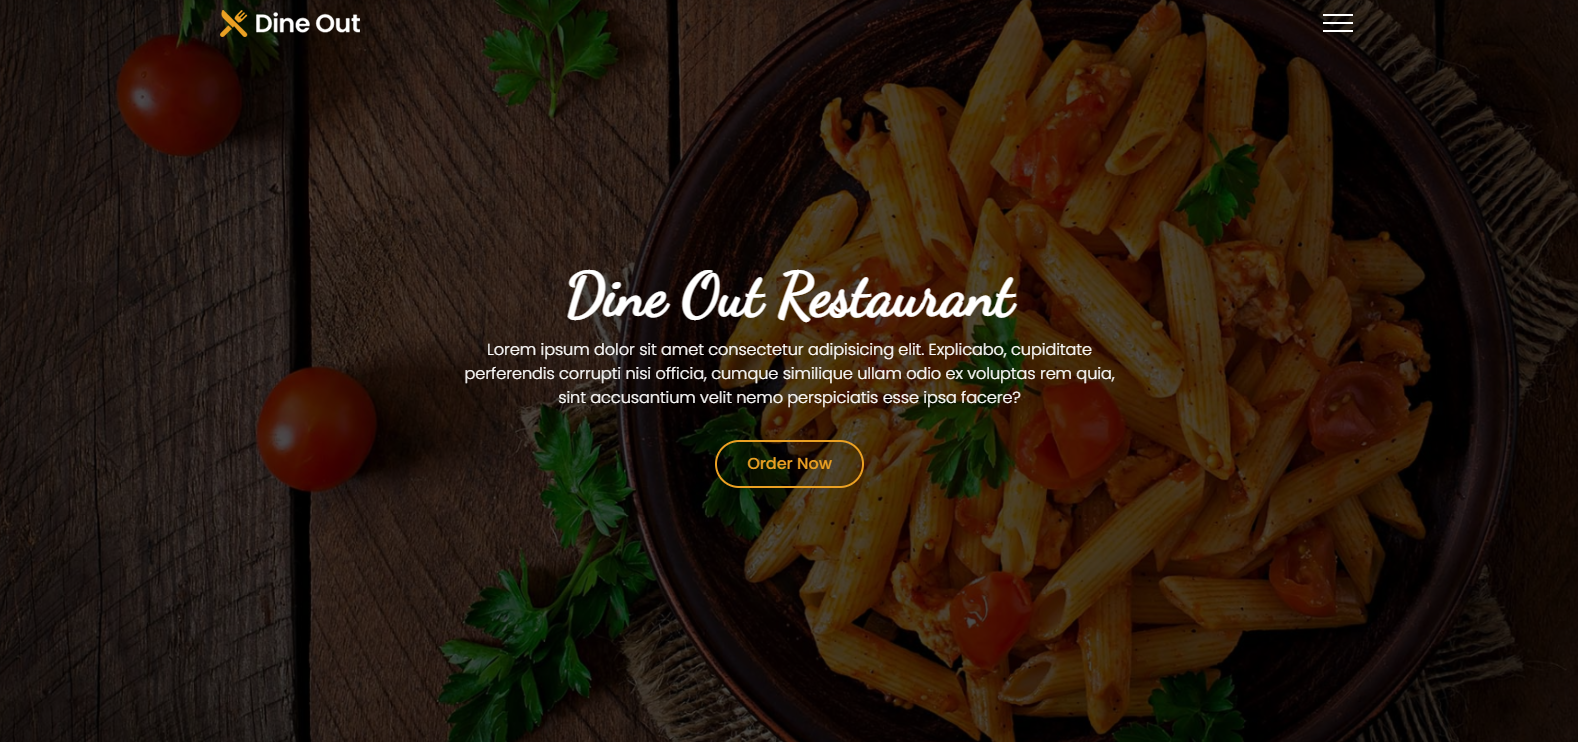 Dine Out
Dine Out Restaurant
Lorem ipsum dolor sit amet consectetur adipisicing elit. Explicabo, cupiditate
perferendis corrupti nisi officia, cumque similique ullam odio ex voluptas rem quia,
sint accusantium velit nemo perspiciatis esse ipsa facere?
Order Now